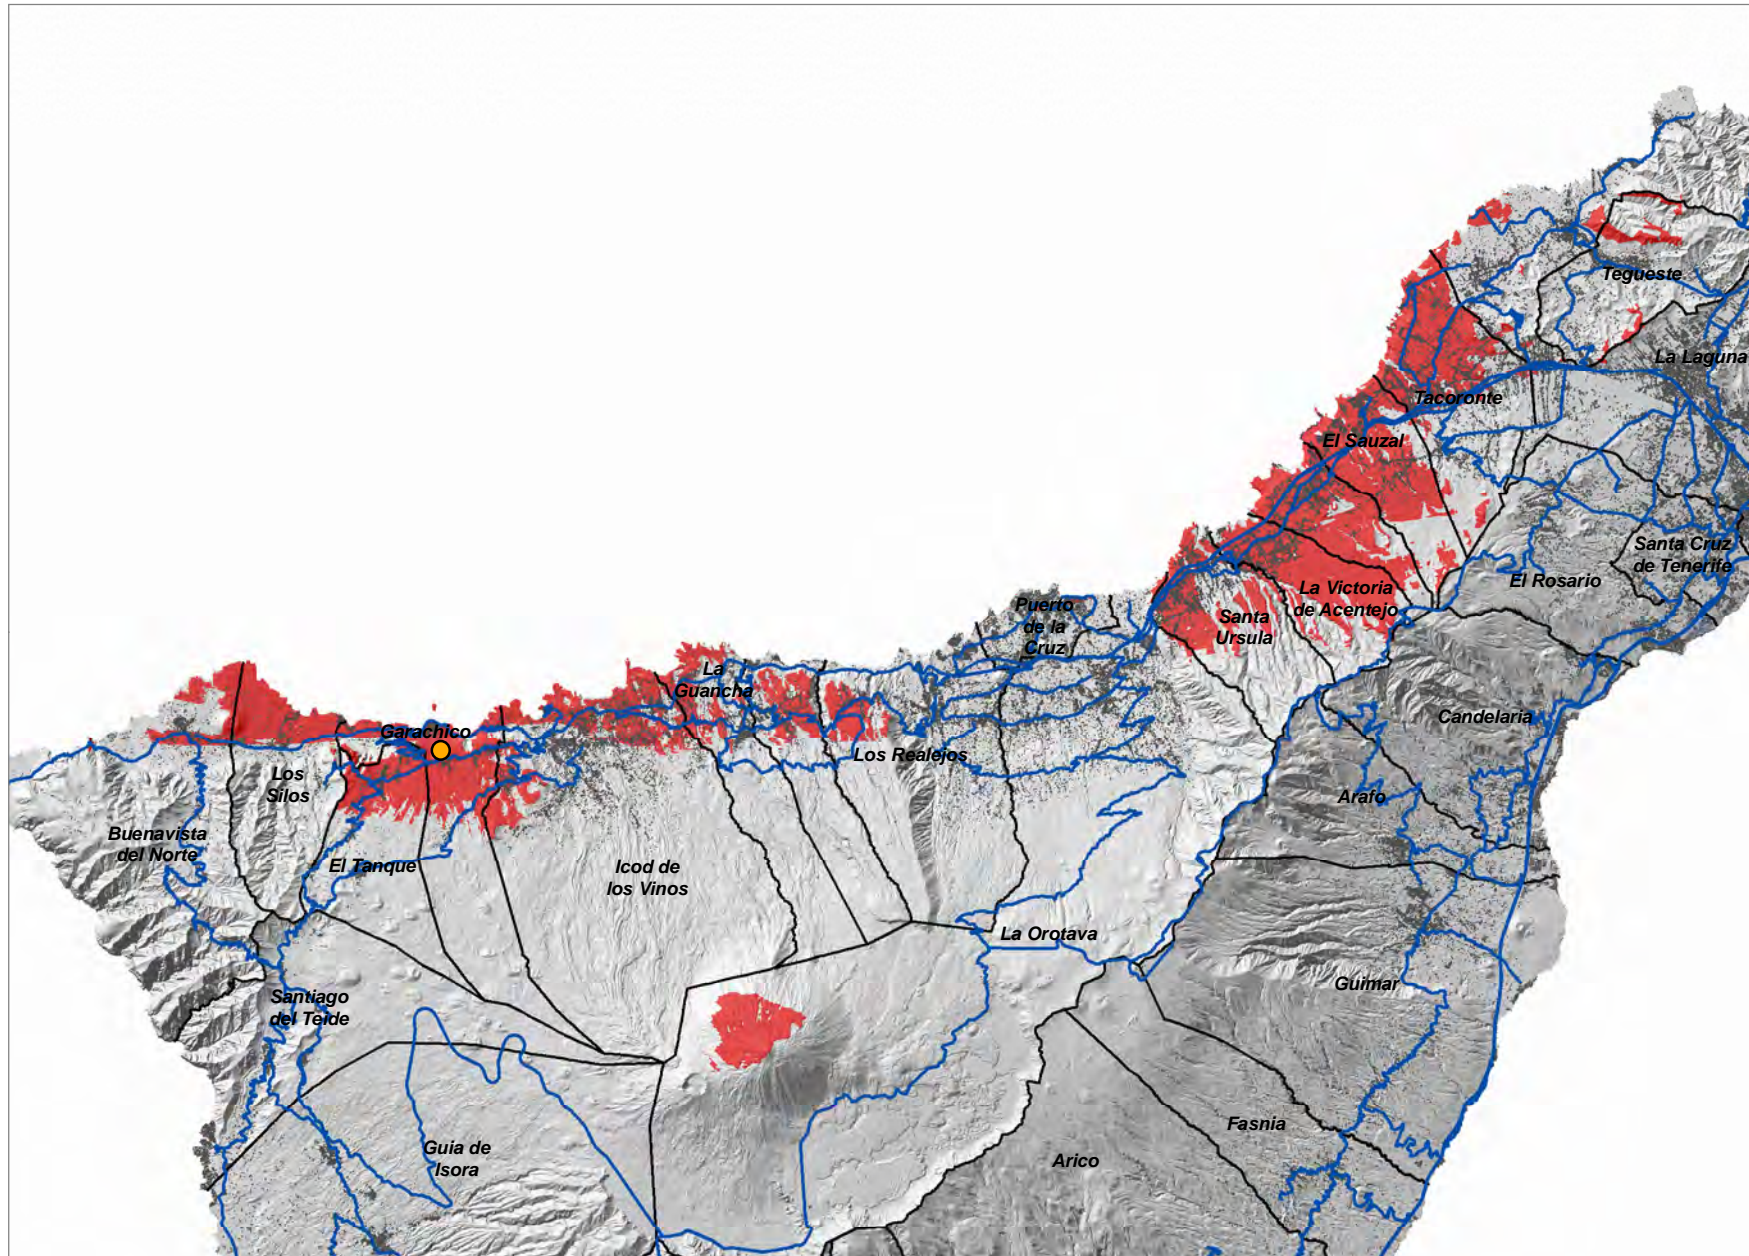 Tegueste
La Laguna
Tacoronte
El Sauzal
Santa Cruz
de Tenerife
El Rosario
La Victoria
de Acentejo
Santa
Ursula
Puerto
de la
Cruz
La
Guancha
Candelaria
Garachico
Los Realejos
Los
Silos
Arafo
Buenavista
del Norte
El Tanque
Icod de
los Vinos
La Orotava
Guimar
Santiago
del Teide
Fasnia
Guia de
Isora
Arico